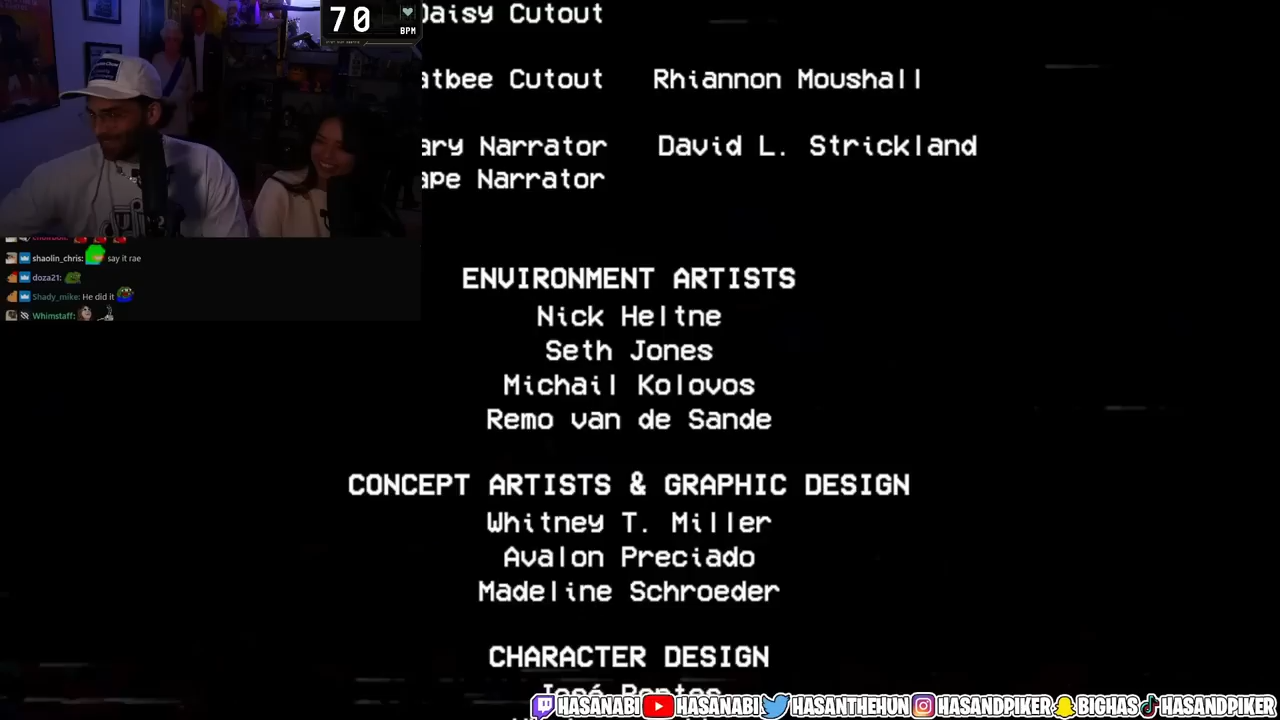 70
BPM
Daisy Cutout
atbee Cutout Rhiannon Moushall
ary Narrator David L. Strickland
ape Narrator
shaolin_chris: say it rae
doza21:
Shady_mike: He did it
Whimstaff:
ENVIRONMENT ARTISTS
Nick Heltne
Seth Jones
Michail Kolovos
Remo van de Sande
CONCEPT ARTISTS & GRAPHIC DESIGN
Whitney T. Miller
Avalon Preciado
Madeline Schroeder
CHARACTER DESIGN
José
HASANABI HASANABI HASANTHEHUN HASANDPIKER BIGHAS HASANDPIKER